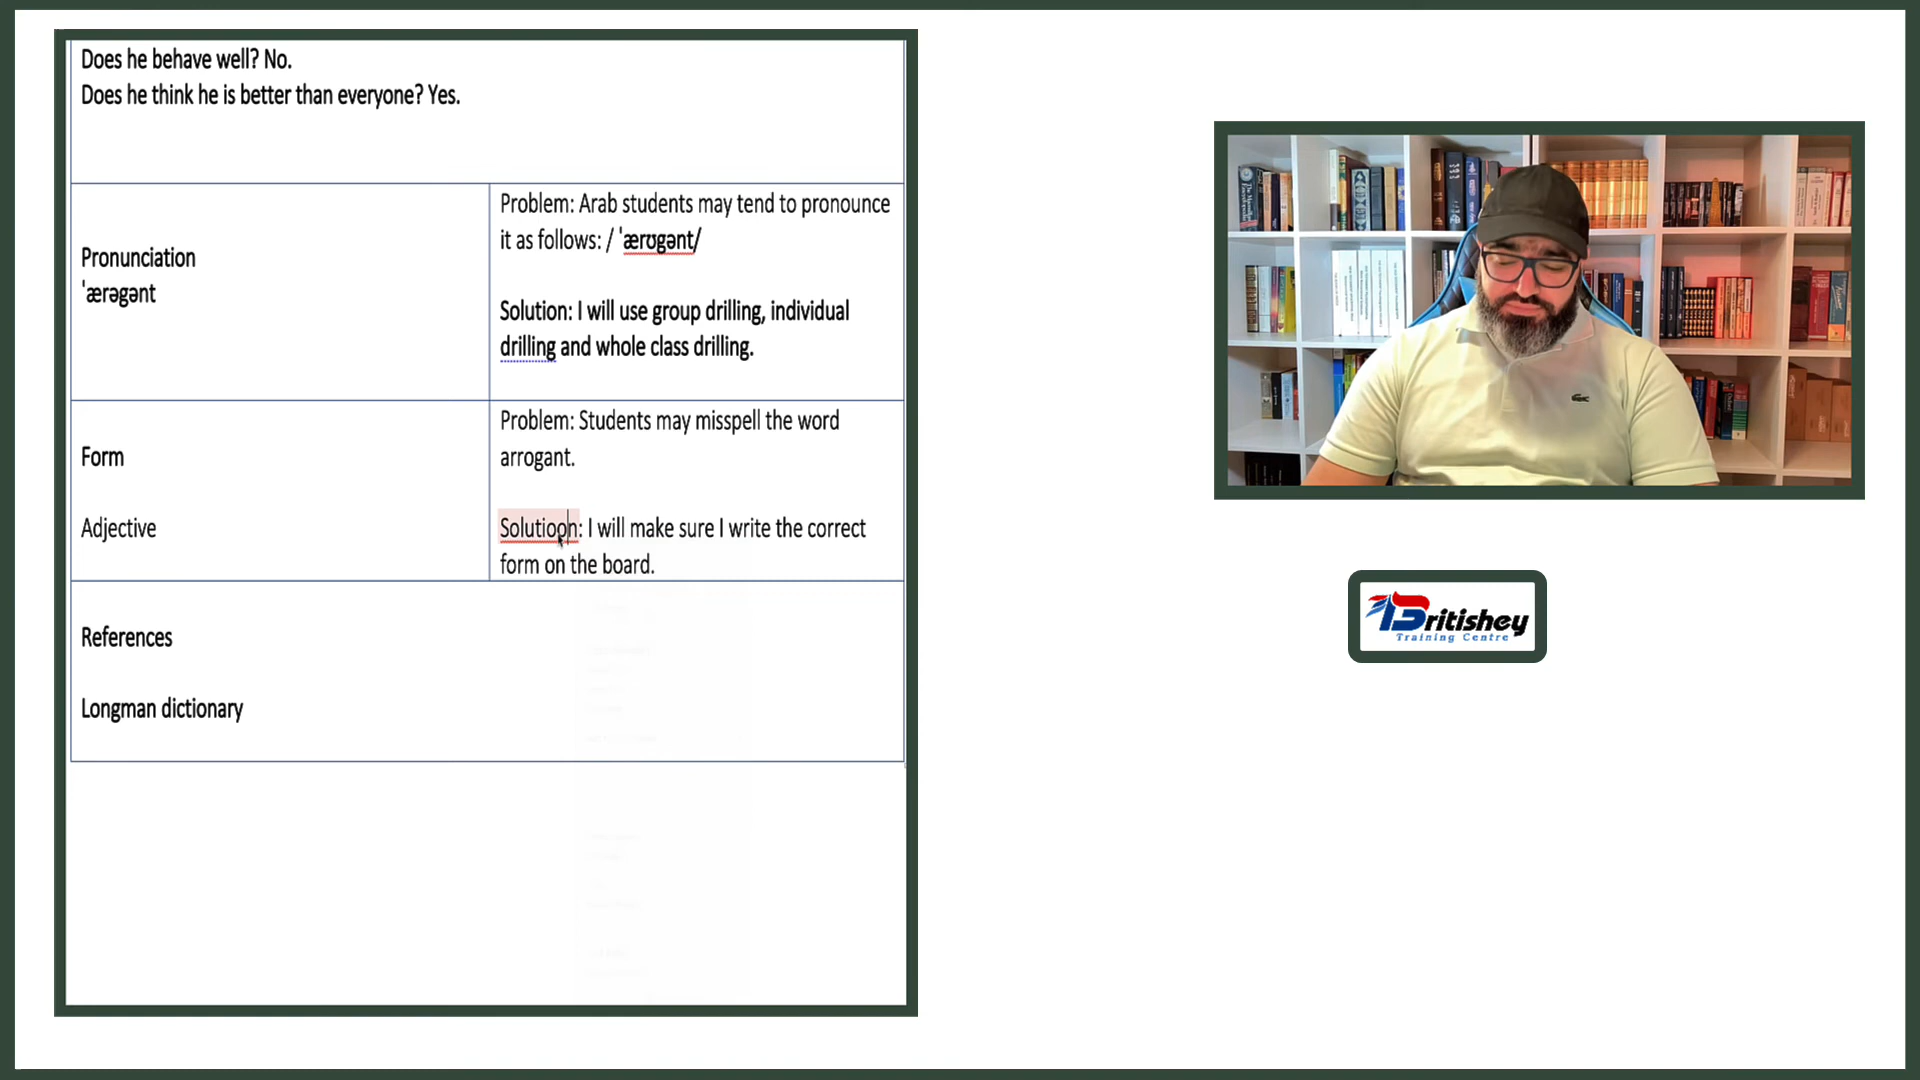 Does he behave well? No.
Does he think he is better than everyone? Yes.
Pronunciation
ˈærəgənt
Problem: Arab students may tend to pronounce
it as follows: / ˈærʊgənt/
Solution: I will use group drilling, individual
drilling and whole class drilling.
Form
Adjective
Problem: Students may misspell the word
arrogant.
Solutioon: I will make sure I write the correct
form on the board.
References
Longman dictionary
Britishey
Training Centre